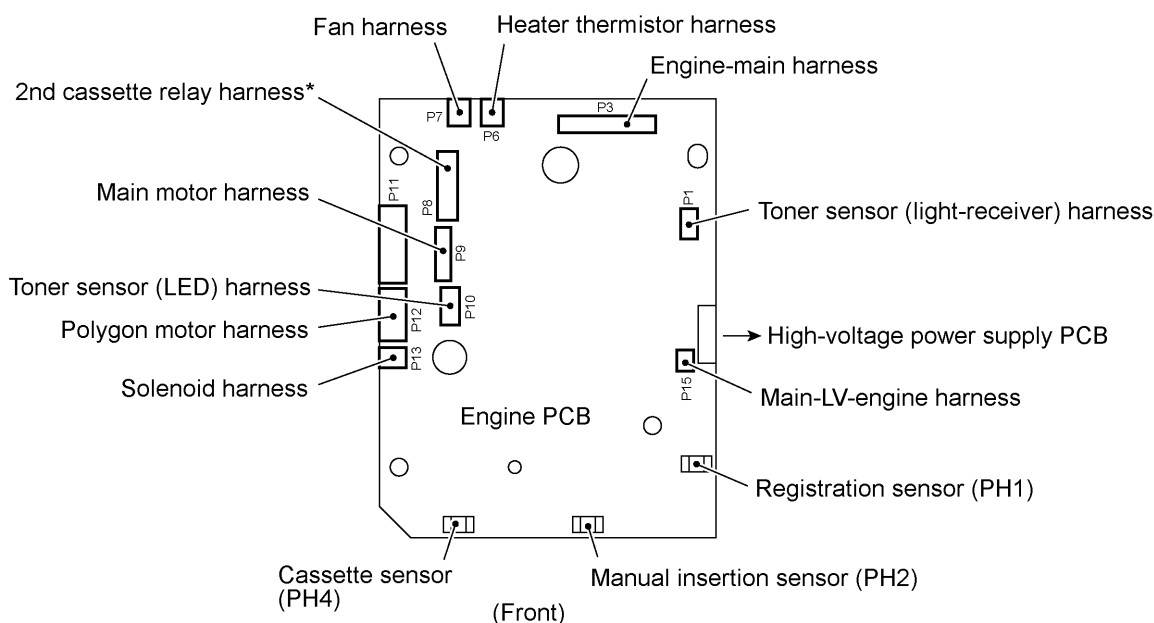 Fan harness
Heater thermistor harness
Engine-main harness
2nd cassette relay harness*
P7
P6
P3
Main motor harness
P11
P8
P1
Toner sensor (light-receiver) harness
P9
Toner sensor (LED) harness
P10
Polygon motor harness
P12
High-voltage power supply PCB
P13
Solenoid harness
P15
Main-LV-engine harness
Engine PCB
Registration sensor (PH1)
Cassette sensor
(PH4)
Manual insertion sensor (PH2)
(Front)